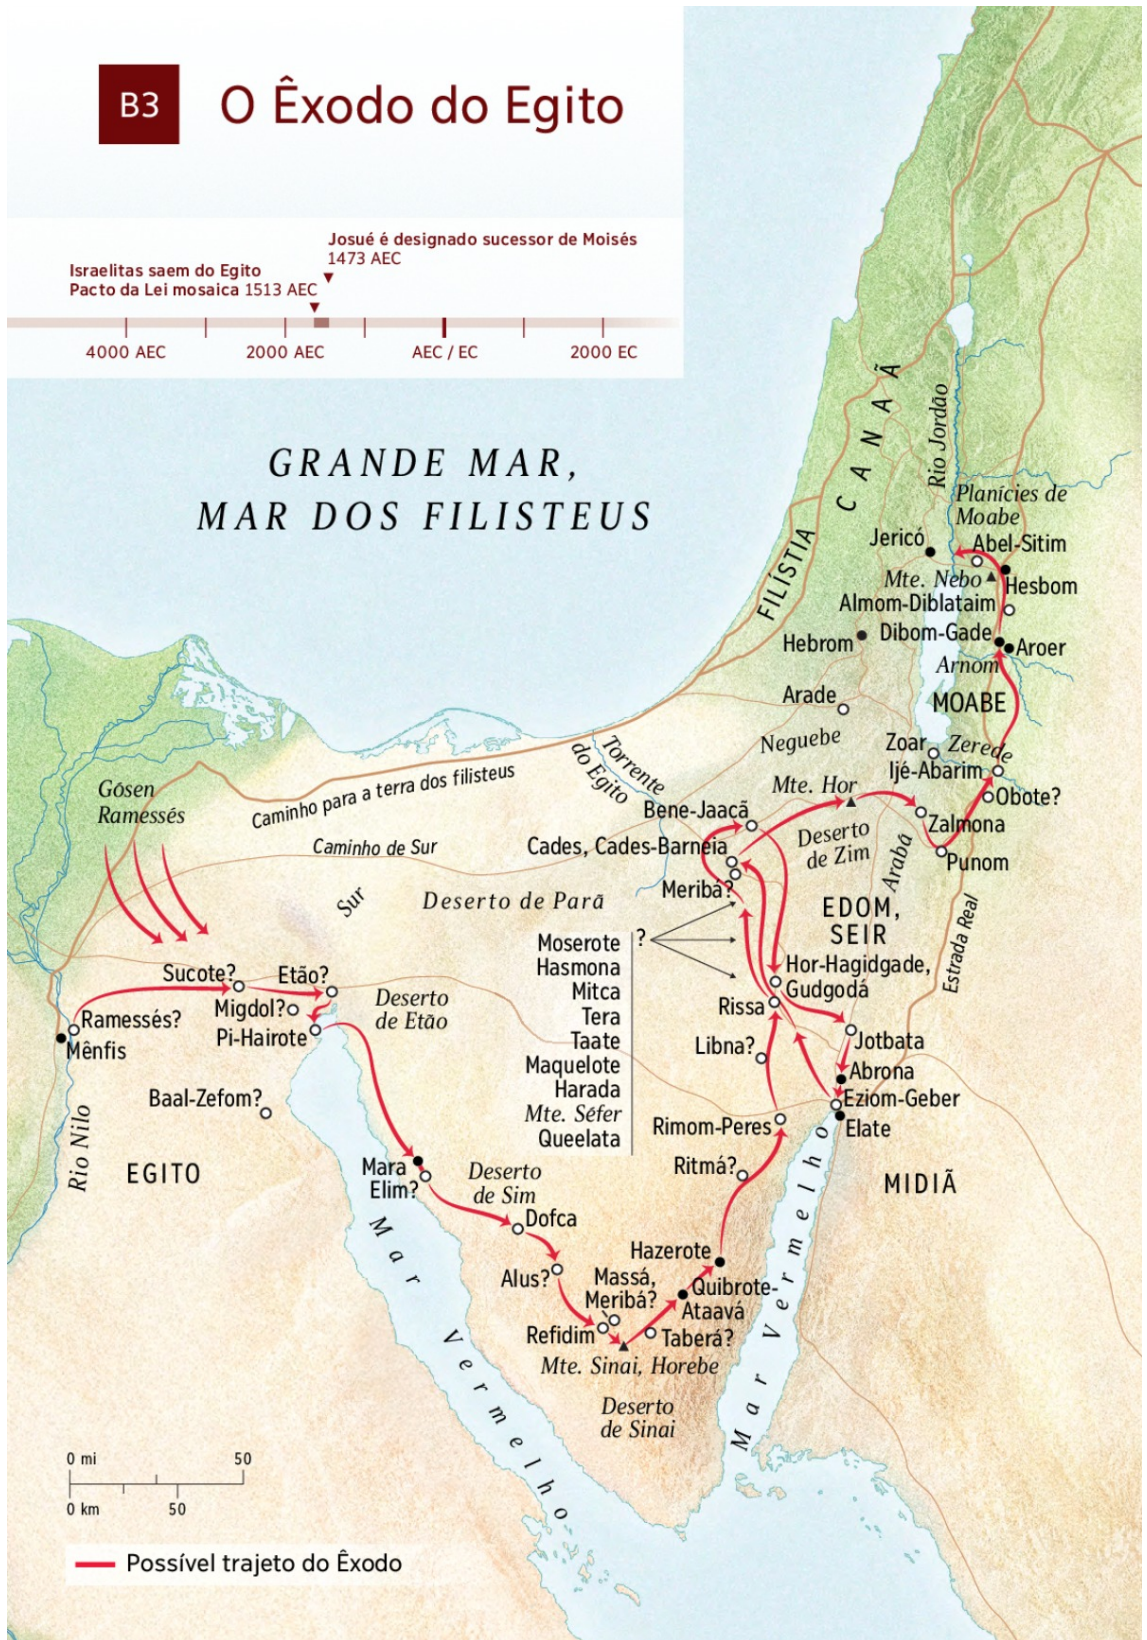 B3
O Êxodo do Egito
Josué é designado sucessor de Moisés
1473 AEC
Israelitas saem do Egito
Pacto da Lei mosaica 1513 AEC
4000 AEC
2000 AEC
AEC / EC
2000 EC
GRANDE MAR,
MAR DOS FILISTEUS
CANAÃ
Rio Jordão
FILÍSTIA
Planícies de
Moabe
Jericó
Abel-Sitim
Mte. Nebo
Hesbom
Almom-Diblataim
Hebrom
Dibom-Gade
Aroer
Arnom
Arade
MOABE
Neguebe
Zoar
Zerede
Ijé-Abarim
Torrente
do Egito
Gósen
Ramessés
Caminho para a terra dos filisteus
Mte. Hor
Obote?
Bene-Jaacã
Zalmona
Caminho de Sur
Cades, Cades-Barneia
Deserto
de Zim
Arabá
Punom
Meribá?
Sur
Deserto de Parã
EDOM,
SEIR
Estrada Real
Moserote
?
Hasmona
Mitca
Tera
Taate
Maquelote
Harada
Mte. Séfer
Queelata
Hor-Hagidgade,
Gudgodá
Sucote?
Etão?
Rissa
Migdol?
Deserto
de Etão
Ramessés?
Pi-Hairote
Mênfis
Libna?
Jotbata
Abrona
Baal-Zefom?
Eziom-Geber
Rimom-Peres
Elate
Rio Nilo
EGITO
Mara
Elim?
Deserto
de Sim
Ritmá?
MIDIÃ
Dofca
Mar Vermelho
Hazerote
Alus?
Massá,
Meribá?
Quibrote-
Ataavá
Refidim
Taberá?
Mte. Sinai, Horebe
Mar Vermelho
Deserto
de Sinai
0 mi
50
0 km
50
Possível trajeto do Êxodo